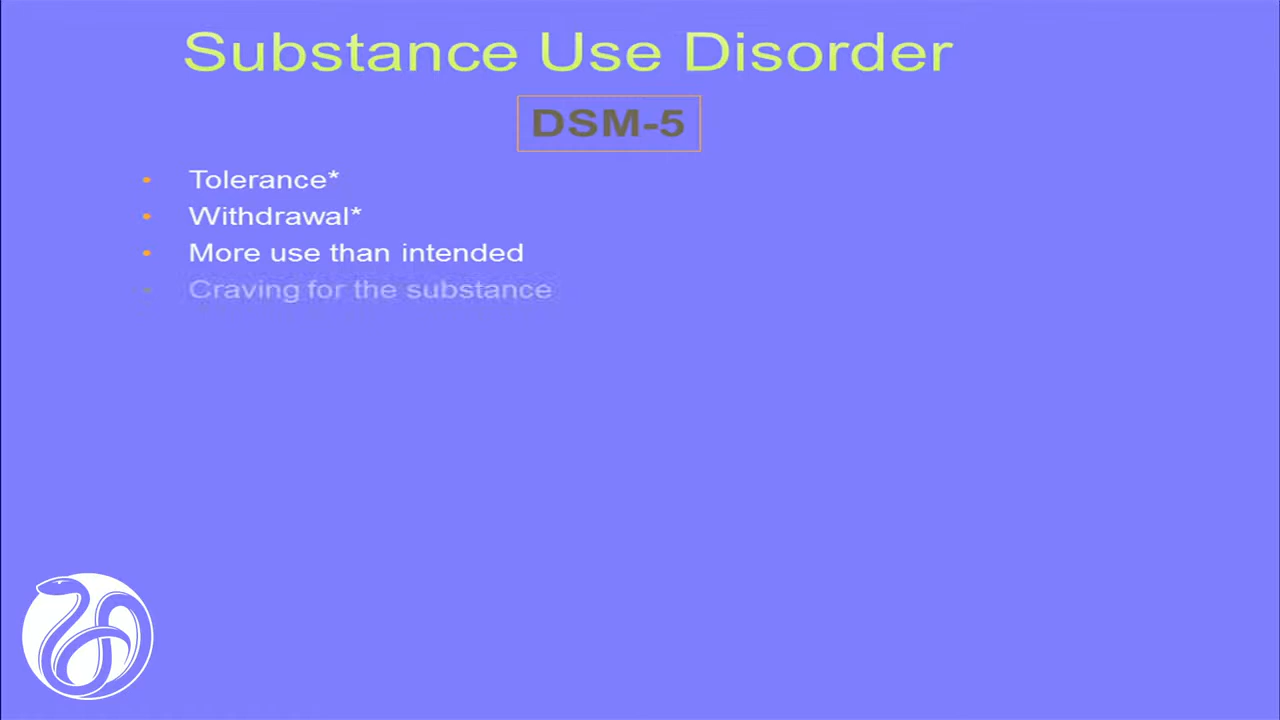 Substance Use Disorder
DSM-5
• Tolerance*
• Withdrawal*
• More use than intended
• Craving for the substance